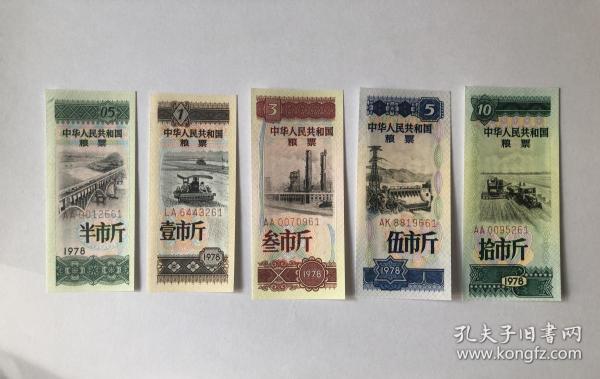 05
中华人民共和国
粮票
AA 0012661
半市斤
1978
1
中华人民共和国
粮票
LA 6443261
壹市斤
1978
3
中华人民共和国
粮票
AA 0070961
叁市斤
1978
5
中华人民共和国
粮票
AK 8819661
伍市斤
1978
10
中华人民共和国
粮票
AA 0095261
拾市斤
1978
孔夫子旧书网
www.kongfz.com